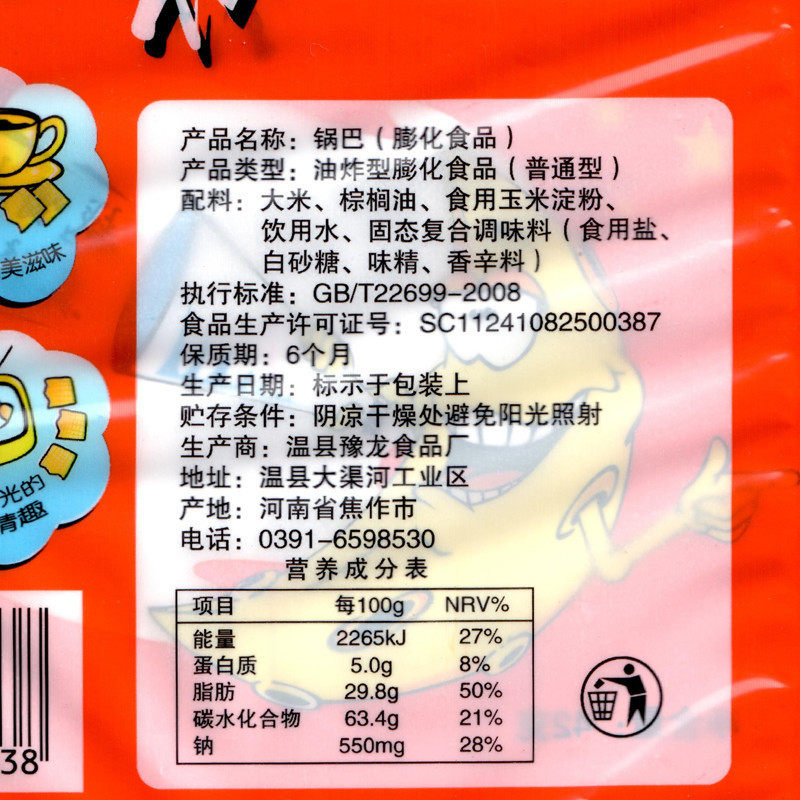 美滋味
光的
情趣
产品名称：锅巴（膨化食品）
产品类型：油炸型膨化食品（普通型）
配料：大米、棕榈油、食用玉米淀粉、
饮用水、固态复合调味料（食用盐、
白砂糖、味精、香辛料）
执行标准：GB/T22699-2008
食品生产许可证号：SC11241082500387
保质期：6个月
生产日期：标示于包装上
贮存条件：阴凉干燥处避免阳光照射
生产商：温县豫龙食品厂
地址：温县大渠河工业区
产地：河南省焦作市
电话：0391-6598530
营养成分表
项目 每100g NRV%
能量 2265kJ 27%
蛋白质 5.0g 8%
脂肪 29.8g 50%
碳水化合物 63.4g 21%
钠 550mg 28%
38